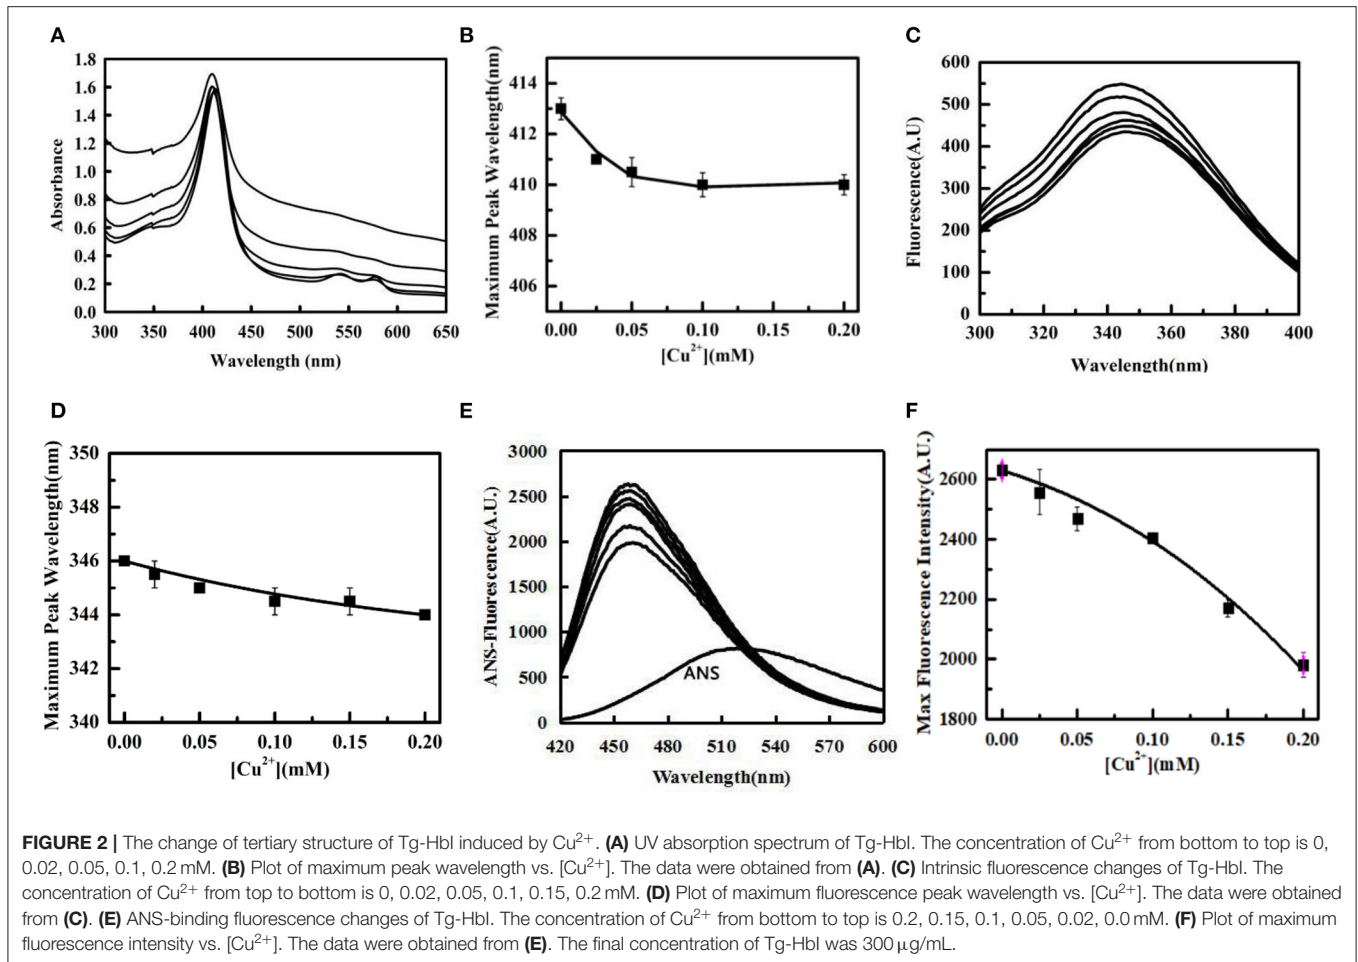 A
1.8
1.6
1.4
1.2
1.0
0.8
0.6
0.4
0.2
0.0
Absorbance
300 350 400 450 500 550 600 650
Wavelength (nm)
B
414
412
410
408
406
Maximum Peak Wavelength(nm)
0.00 0.05 0.10 0.15 0.20
[Cu²⁺](mM)
C
600
500
400
300
200
100
0
Fluorescence(A.U)
300 320 340 360 380 400
Wavelength(nm)
D
350
348
346
344
342
340
Maximum Peak Wavelength(nm)
0.00 0.05 0.10 0.15 0.20
[Cu²⁺](mM)
E
3000
2500
2000
1500
1000
500
0
ANS-Fluorescence(A.U.)
ANS
420 450 480 510 540 570 600
Wavelength(nm)
F
2600
2400
2200
2000
1800
Max Fluorescence Intensity(A.U.)
0.00 0.05 0.10 0.15 0.20
[Cu²⁺](mM)
FIGURE 2 | The change of tertiary structure of Tg-HbI induced by Cu²⁺. (A) UV absorption spectrum of Tg-HbI. The concentration of Cu²⁺ from bottom to top is 0,
0.02, 0.05, 0.1, 0.2 mM. (B) Plot of maximum peak wavelength vs. [Cu²⁺]. The data were obtained from (A). (C) Intrinsic fluorescence changes of Tg-HbI. The
concentration of Cu²⁺ from top to bottom is 0, 0.02, 0.05, 0.1, 0.15, 0.2 mM. (D) Plot of maximum fluorescence peak wavelength vs. [Cu²⁺]. The data were obtained
from (C). (E) ANS-binding fluorescence changes of Tg-HbI. The concentration of Cu²⁺ from bottom to top is 0.2, 0.15, 0.1, 0.05, 0.02, 0.0 mM. (F) Plot of maximum
fluorescence intensity vs. [Cu²⁺]. The data were obtained from (E). The final concentration of Tg-HbI was 300 μg/mL.